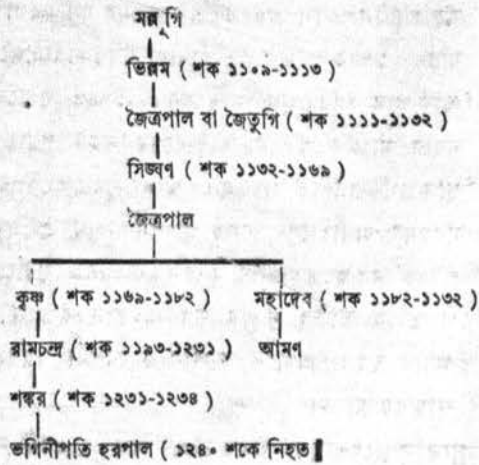 মল্লূগি
ভিল্লম ( শক ১১০৯-১১১৩ )
জৈত্রপাল বা জৈতুগি ( শক ১১১১-১১৩২ )
সিঙ্ঘণ ( শক ১১৩২-১১৬৯ )
জৈত্রপাল
কৃষ্ণ ( শক ১১৬৯-১১৮২ ) মহাদেব ( শক ১১৮২-১১৩২ )
রামচন্দ্র ( শক ১১৯৩-১২৩১ ) আমণ
শঙ্কর ( শক ১২৩১-১২৩৪ )
ভগিনীপতি হরপাল ( ১২৪০ শকে নিহত